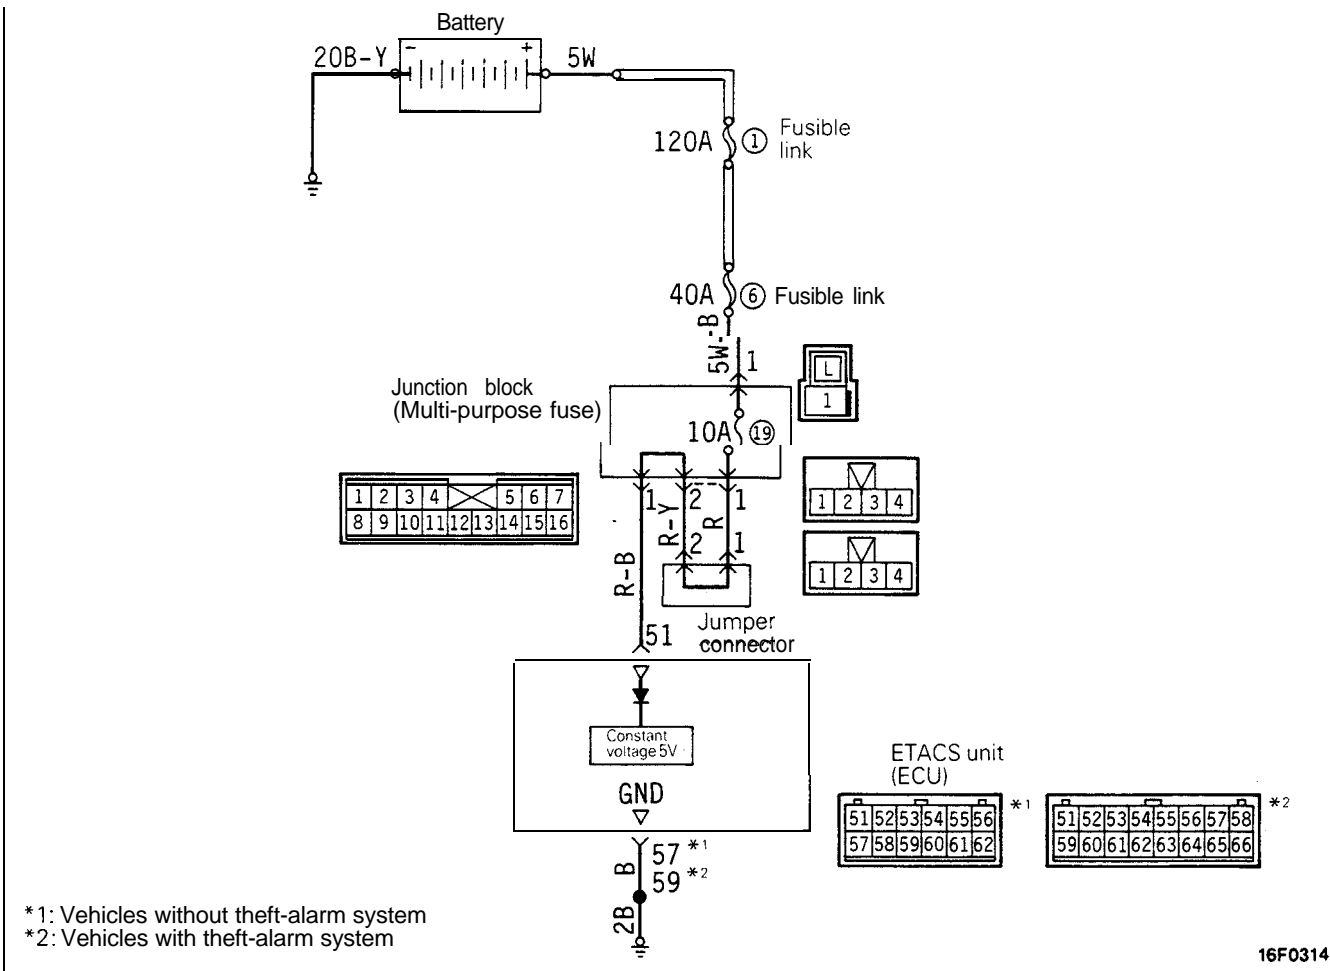 Battery
20B-Y
-
+
5W
120A
1
Fusible
link
40A
6
Fusible link
5W-B
1
L
1
Junction block
(Multi-purpose fuse)
10A
19
1 2 3 4 5 6 7
8 9 10 11 12 13 14 15 16
1
2
1
1 2 3 4
R-Y
R
2
1
1 2 3 4
R-B
Jumper
connector
51
Constant
voltage 5V
GND
ETACS unit
(ECU)
51 52 53 54 55 56
57 58 59 60 61 62
*1
51 52 53 54 55 56 57 58
59 60 61 62 63 64 65 66
*2
57 *1
59 *2
B
2B
*1: Vehicles without theft-alarm system
*2: Vehicles with theft-alarm system
16F0314